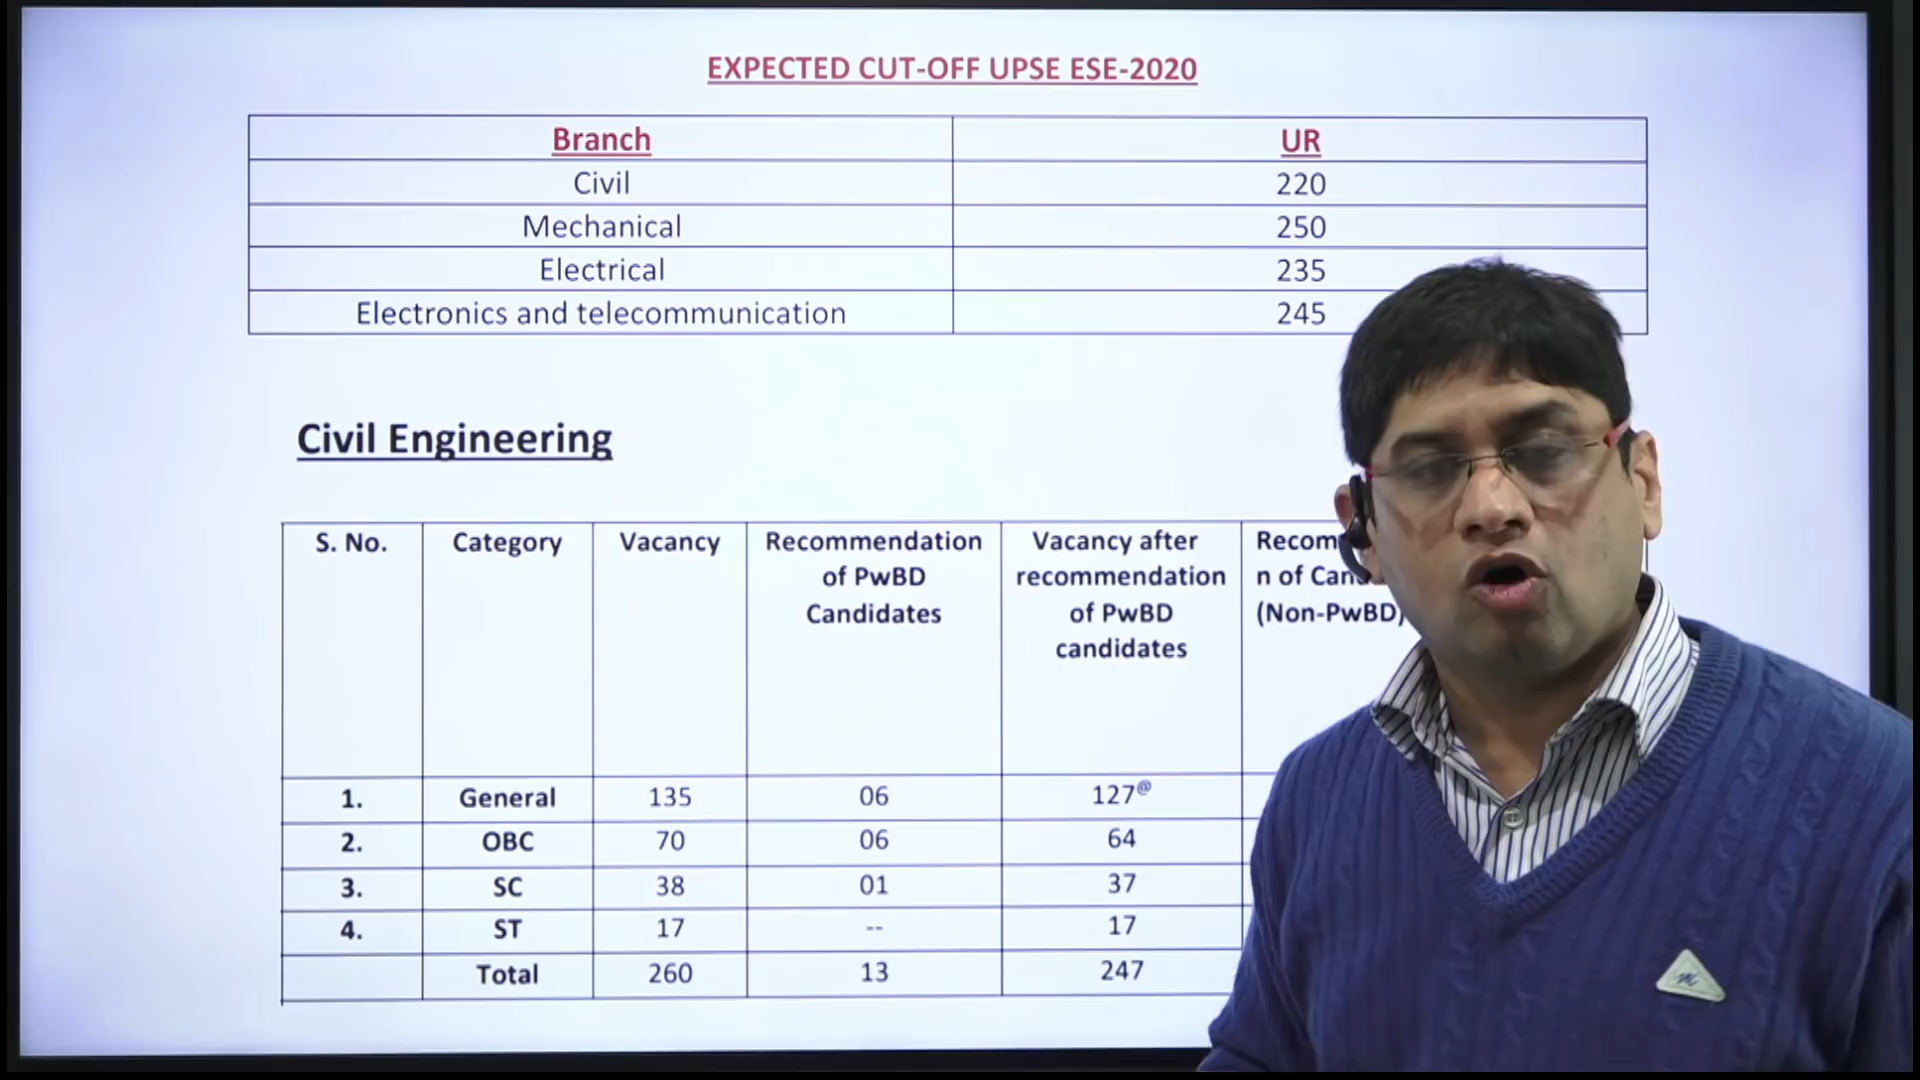 EXPECTED CUT-OFF UPSE ESE-2020
Branch UR
Civil 220
Mechanical 250
Electrical 235
Electronics and telecommunication 245
Civil Engineering
S. No. Category Vacancy Recommendation Vacancy after Recom
of PwBD recommendation n of Can
Candidates of PwBD (Non-PwBD)
candidates
1. General 135 06 127@
2. OBC 70 06 64
3. SC 38 01 37
4. ST 17 -- 17
Total 260 13 247